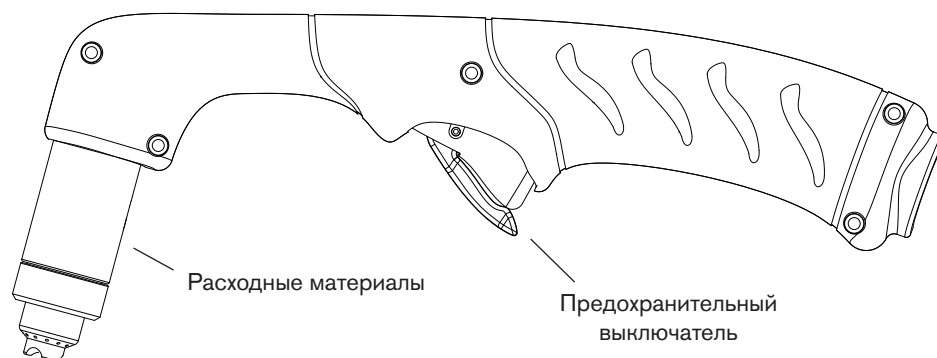 Расходные материалы
Предохранительный
выключатель